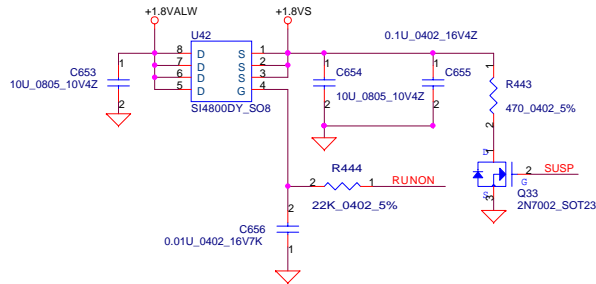 +1.8VALW
+1.8VS
U42
0.1U_0402_16V4Z
8 D S 1
7 D S 2
6 D S 3
5 D G 4
SI4800DY_SO8
1
C653
10U_0805_10V4Z
2
1
C654
10U_0805_10V4Z
2
1
C655
2
1
R443
470_0402_5%
2
R444
2 1 RUNON
22K_0402_5%
D
1
2 SUSP
G
Q33
S
3
2N7002_SOT23
2
C656
0.01U_0402_16V7K
1